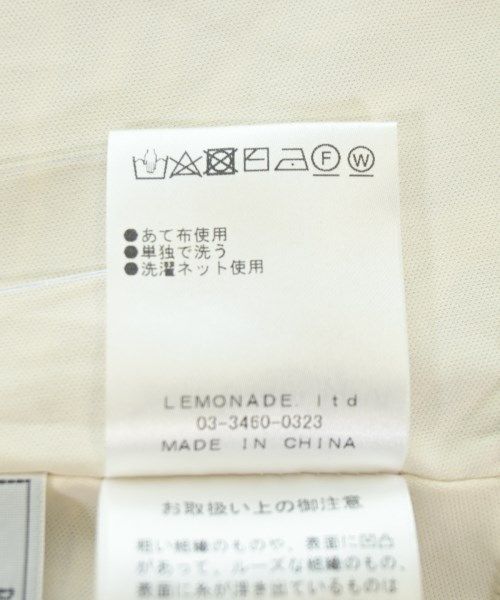 F W
●あて布使用
●単独で洗う
●洗濯ネット使用
LEMONADE. ltd
03-3460-0323
MADE IN CHINA
お取扱い上の御注意
粗い組織のものや、表面に凹凸
があって、ルーズな組織のもの、
表面に糸が浮き出ているものは